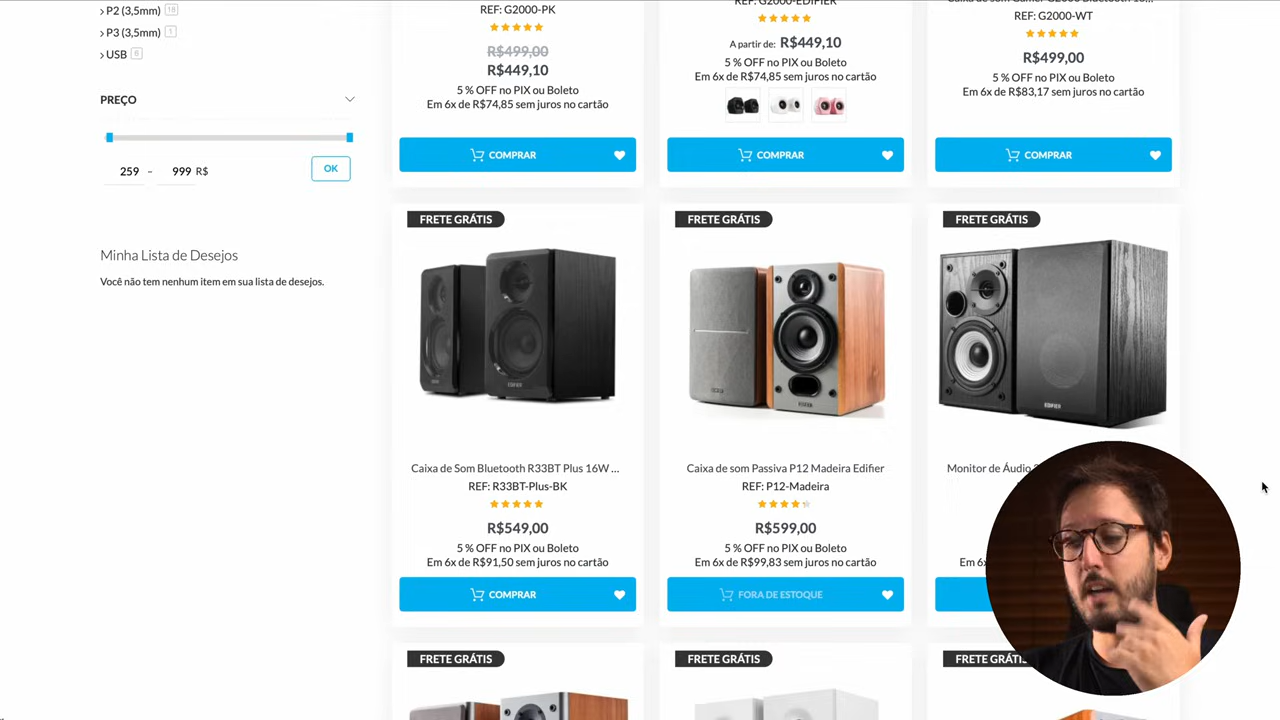 P2 (3,5mm) 18
P3 (3,5mm) 1
USB 6
PREÇO
259 – 999 R$
OK
Minha Lista de Desejos
Você não tem nenhum item em sua lista de desejos.
REF: G2000-PK
R$499,00
R$449,10
5 % OFF no PIX ou Boleto
Em 6x de R$74,85 sem juros no cartão
COMPRAR
REF: G2000-EDIFIER
A partir de: R$449,10
5 % OFF no PIX ou Boleto
Em 6x de R$74,85 sem juros no cartão
COMPRAR
REF: G2000-WT
R$499,00
5 % OFF no PIX ou Boleto
Em 6x de R$83,17 sem juros no cartão
COMPRAR
FRETE GRÁTIS
EDIFIER
Caixa de Som Bluetooth R33BT Plus 16W ...
REF: R33BT-Plus-BK
R$549,00
5 % OFF no PIX ou Boleto
Em 6x de R$91,50 sem juros no cartão
COMPRAR
FRETE GRÁTIS
EDIFIER
Caixa de som Passiva P12 Madeira Edifier
REF: P12-Madeira
R$599,00
5 % OFF no PIX ou Boleto
Em 6x de R$99,83 sem juros no cartão
FORA DE ESTOQUE
FRETE GRÁTIS
EDIFIER
Monitor de Áudio
Em 6x
FRETE GRÁTIS
FRETE GRÁTIS
FRETE GRÁTIS